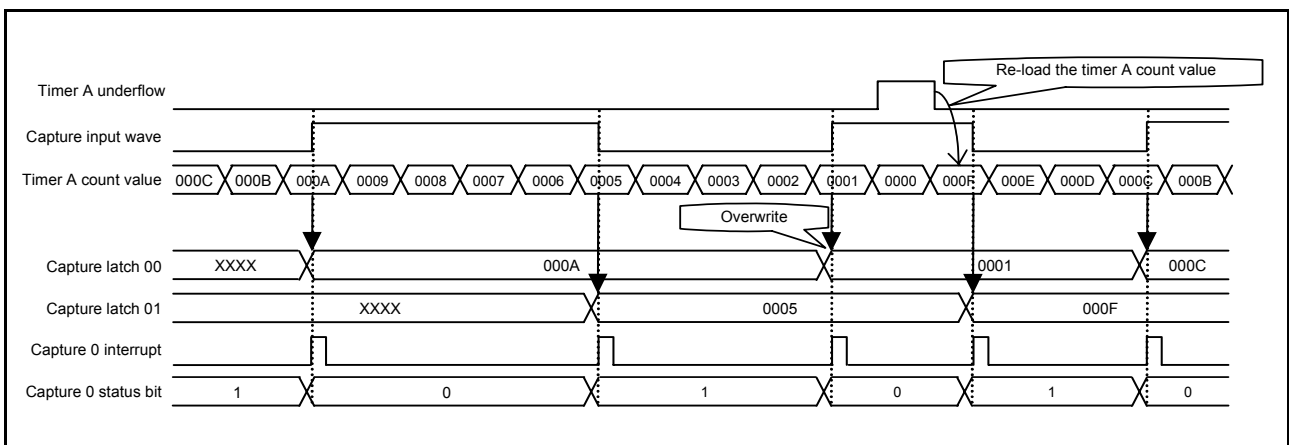 Re-load the timer A count value
Timer A underflow
Capture input wave
Timer A count value 000C 000B 000A 0009 0008 0007 0006 0005 0004 0003 0002 0001 0000 000F 000E 000D 000C 000B
Overwrite
Capture latch 00 XXXX 000A 0001 000C
Capture latch 01 XXXX 0005 000F
Capture 0 interrupt
Capture 0 status bit 1 0 1 0 1 0